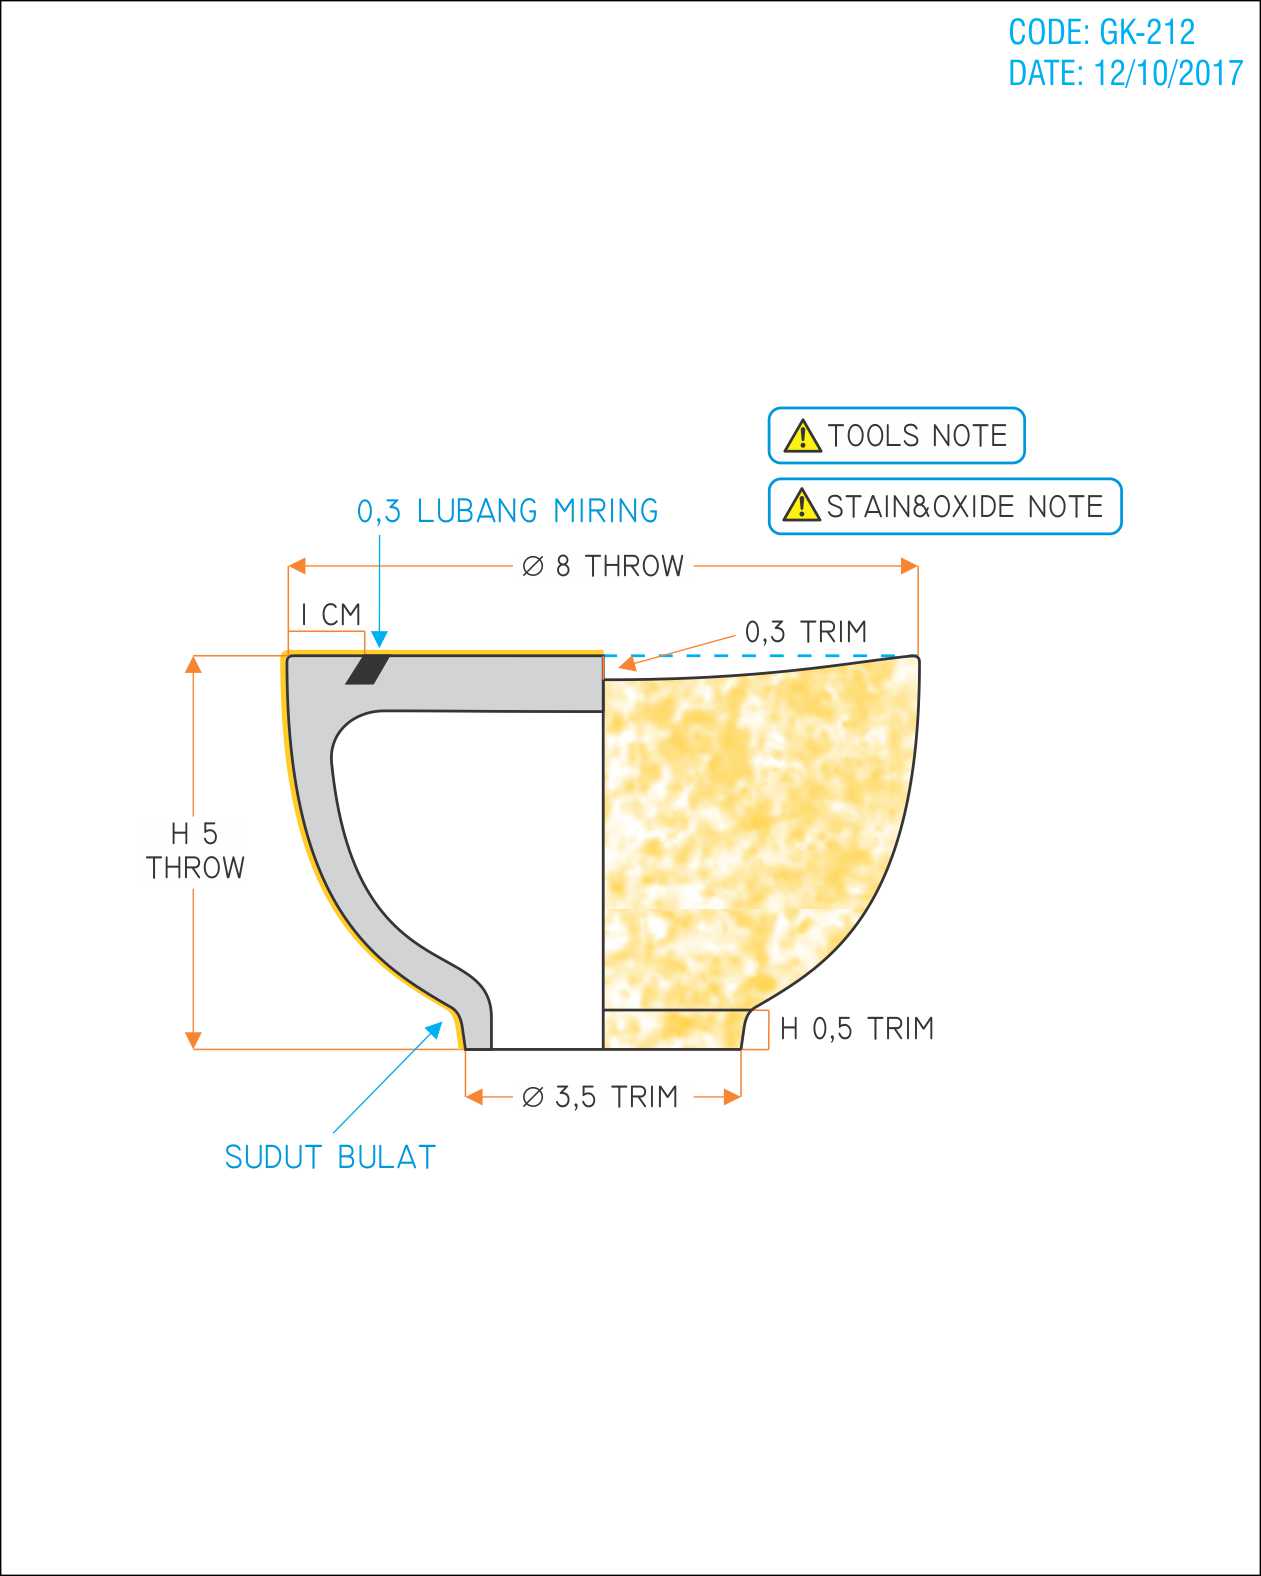 CODE: GK-212
DATE: 12/10/2017
TOOLS NOTE
STAIN&OXIDE NOTE
0,3 LUBANG MIRING
Ø 8 THROW
1 CM
0,3 TRIM
H 5
THROW
H 0,5 TRIM
Ø 3,5 TRIM
SUDUT BULAT